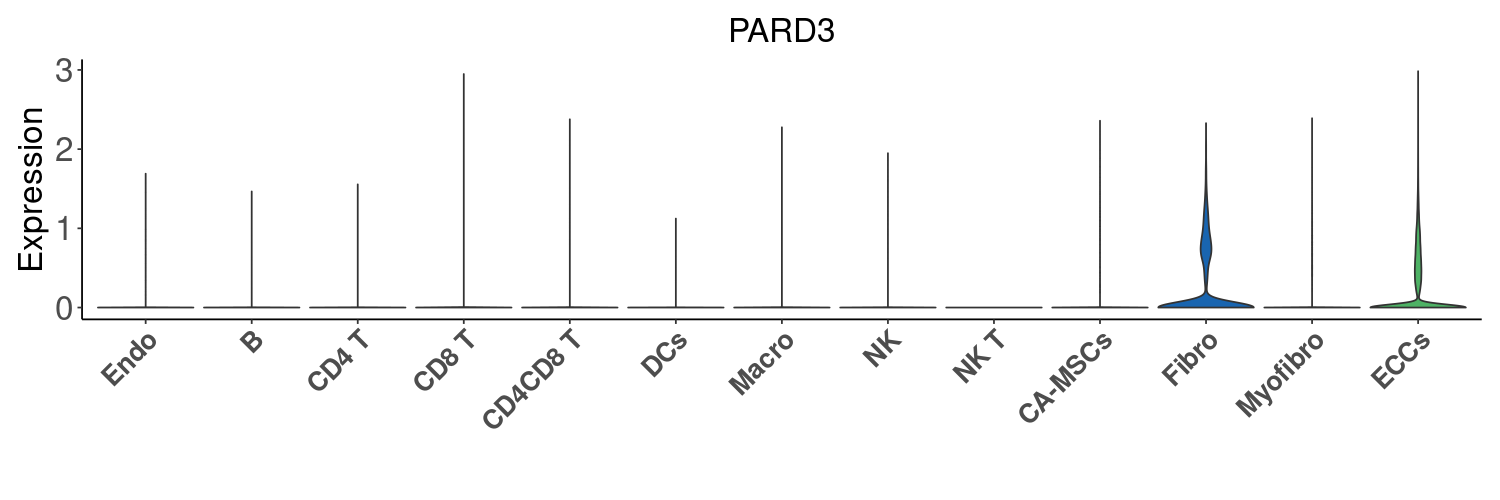 PARD3
Expression
3
2
1
0
Endo
B
CD4 T
CD8 T
CD4CD8 T
DCs
Macro
NK
NK T
CA-MSCs
Fibro
Myofibro
ECCs